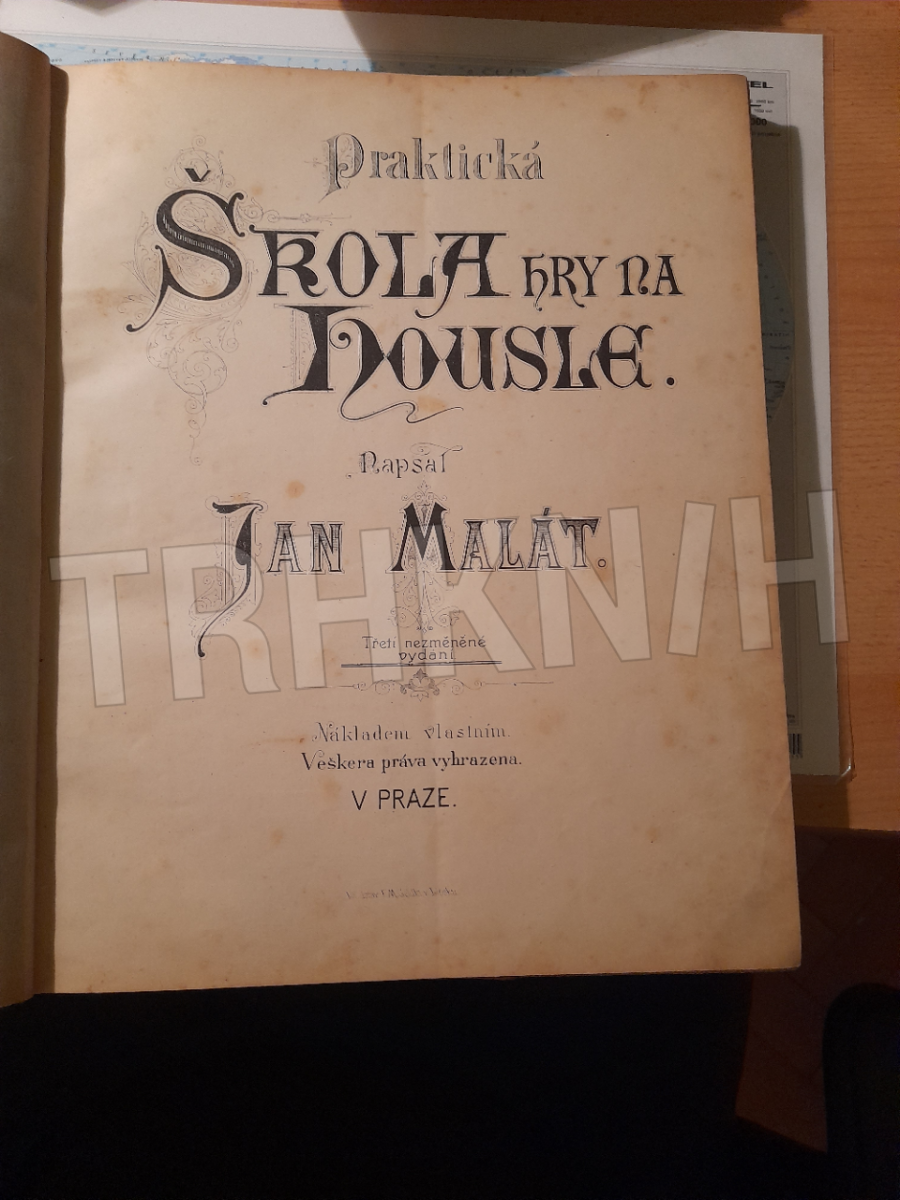 Praktická
Škola hry na
Housle.
Napsal
Jan Malát.
Třetí nezměněné
vydání
Nákladem vlastním.
Veškera práva vyhrazena.
V PRAZE.
TRHKNIH